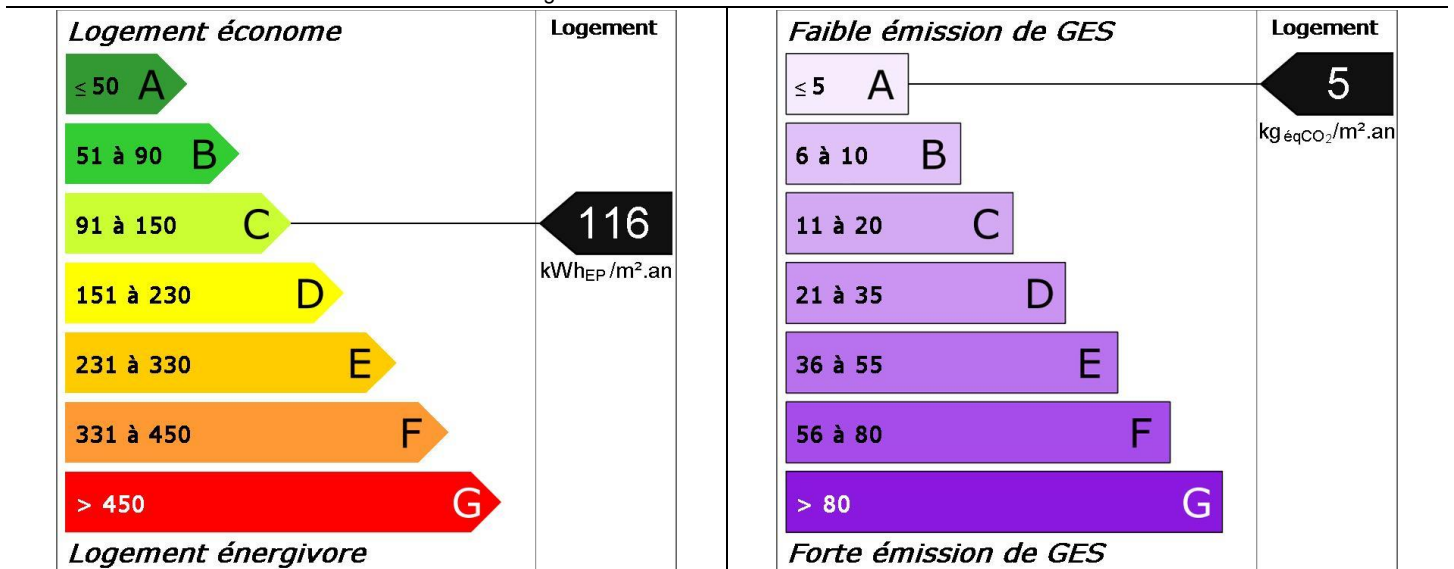 Logement économe
Logement
≤ 50 A
51 à 90 B
91 à 150 C
116
kWhEP/m².an
151 à 230 D
231 à 330 E
331 à 450 F
> 450 G
Logement énergivore
Faible émission de GES
Logement
≤ 5 A
5
kg éqCO₂/m².an
6 à 10 B
11 à 20 C
21 à 35 D
36 à 55 E
56 à 80 F
> 80 G
Forte émission de GES